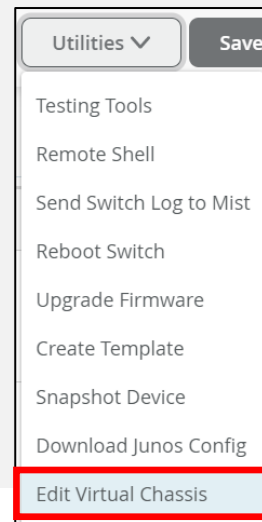 Utilities
Save
Testing Tools
Remote Shell
Send Switch Log to Mist
Reboot Switch
Upgrade Firmware
Create Template
Snapshot Device
Download Junos Config
Edit Virtual Chassis